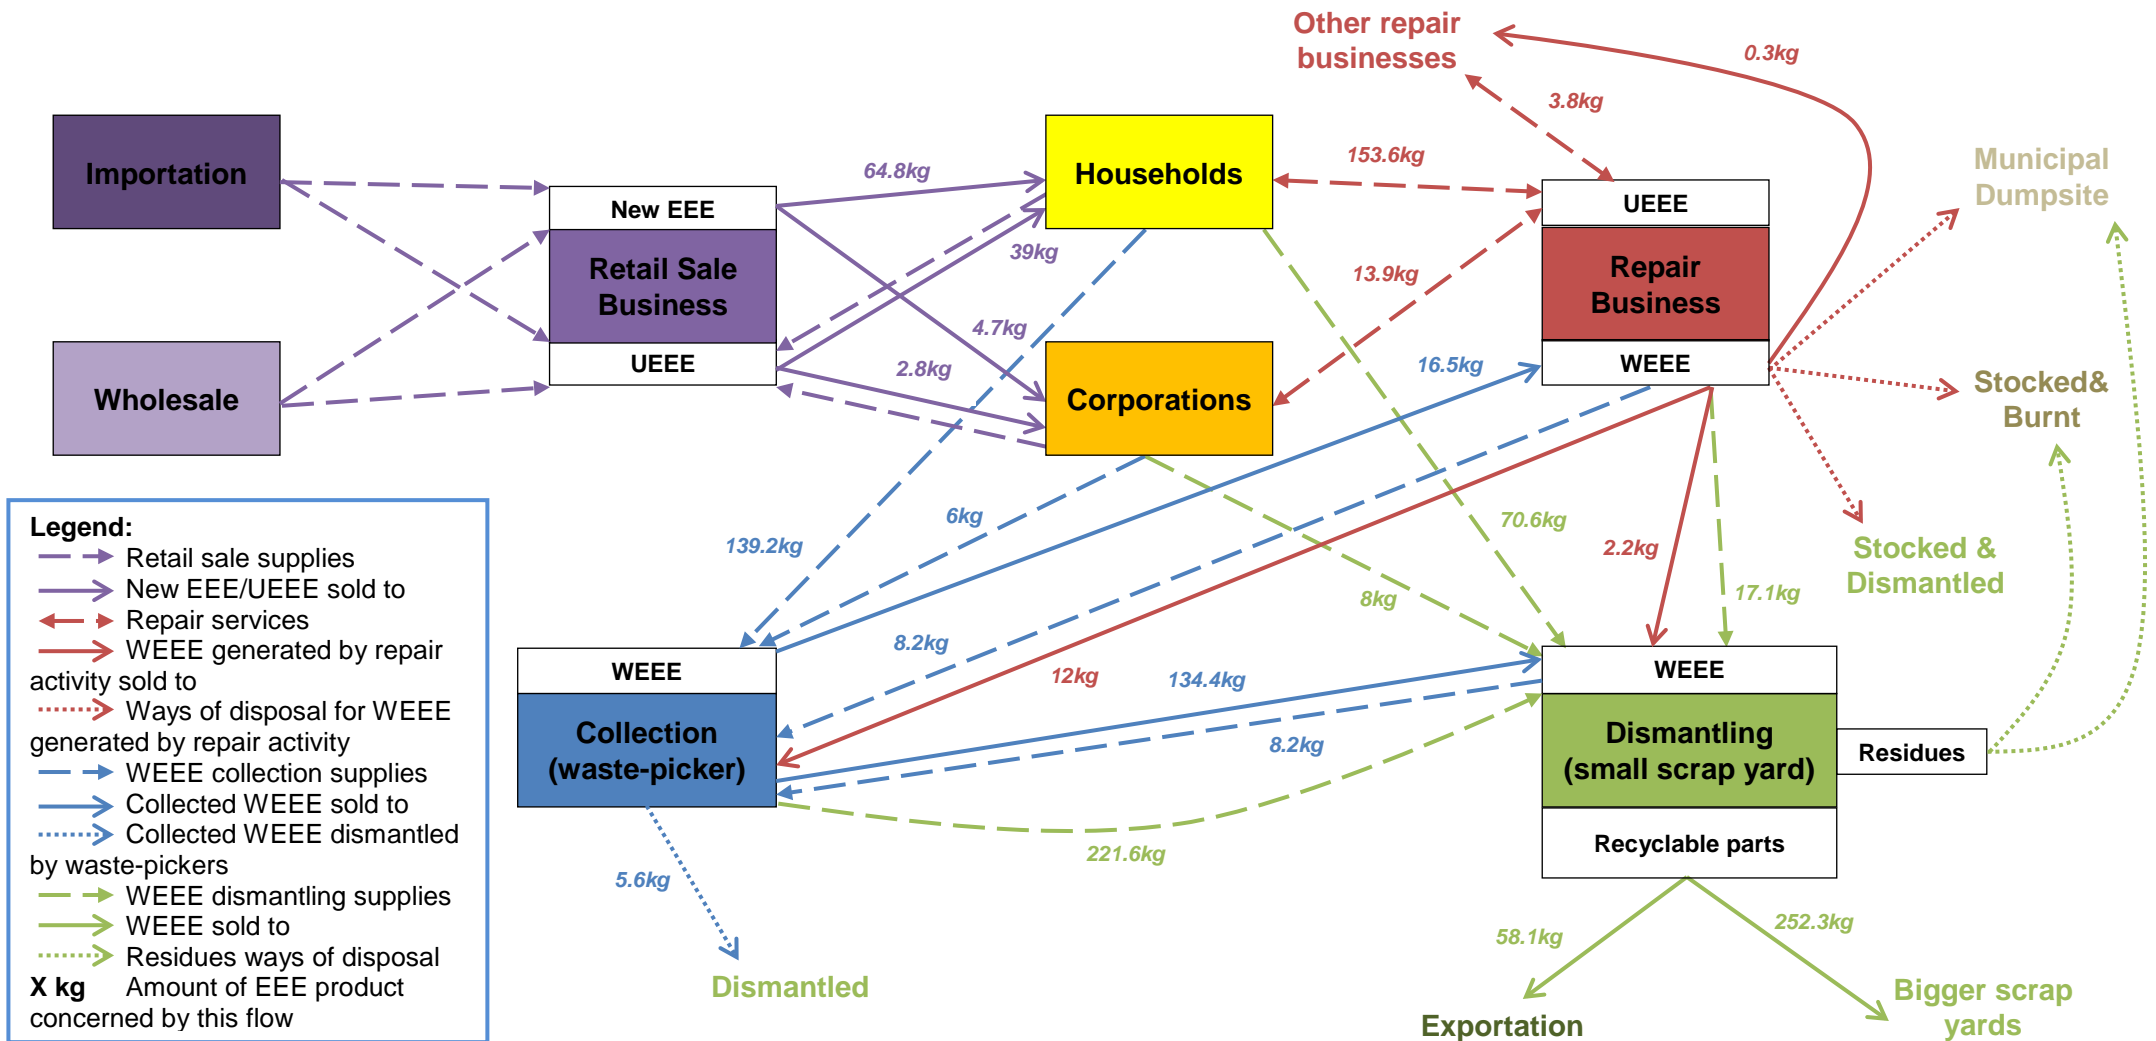 Other repair
businesses
0.3kg
3.8kg
Importation
64.8kg
Households
153.6kg
Municipal
Dumpsite
New EEE
UEEE
39kg
Retail Sale
Business
13.9kg
Repair
Business
4.7kg
UEEE
2.8kg
16.5kg
WEEE
Wholesale
Corporations
Stocked&
Burnt
Legend:
Retail sale supplies
New EEE/UEEE sold to
Repair services
WEEE generated by repair
activity sold to
Ways of disposal for WEEE
generated by repair activity
WEEE collection supplies
Collected WEEE sold to
Collected WEEE dismantled
by waste-pickers
WEEE dismantling supplies
WEEE sold to
Residues ways of disposal
X kg Amount of EEE product
concerned by this flow
6kg
139.2kg
70.6kg
2.2kg
Stocked &
Dismantled
8kg
17.1kg
8.2kg
WEEE
12kg
134.4kg
WEEE
Collection
(waste-picker)
8.2kg
Dismantling
(small scrap yard)
Residues
221.6kg
Recyclable parts
5.6kg
58.1kg
252.3kg
Dismantled
Exportation
Bigger scrap
yards